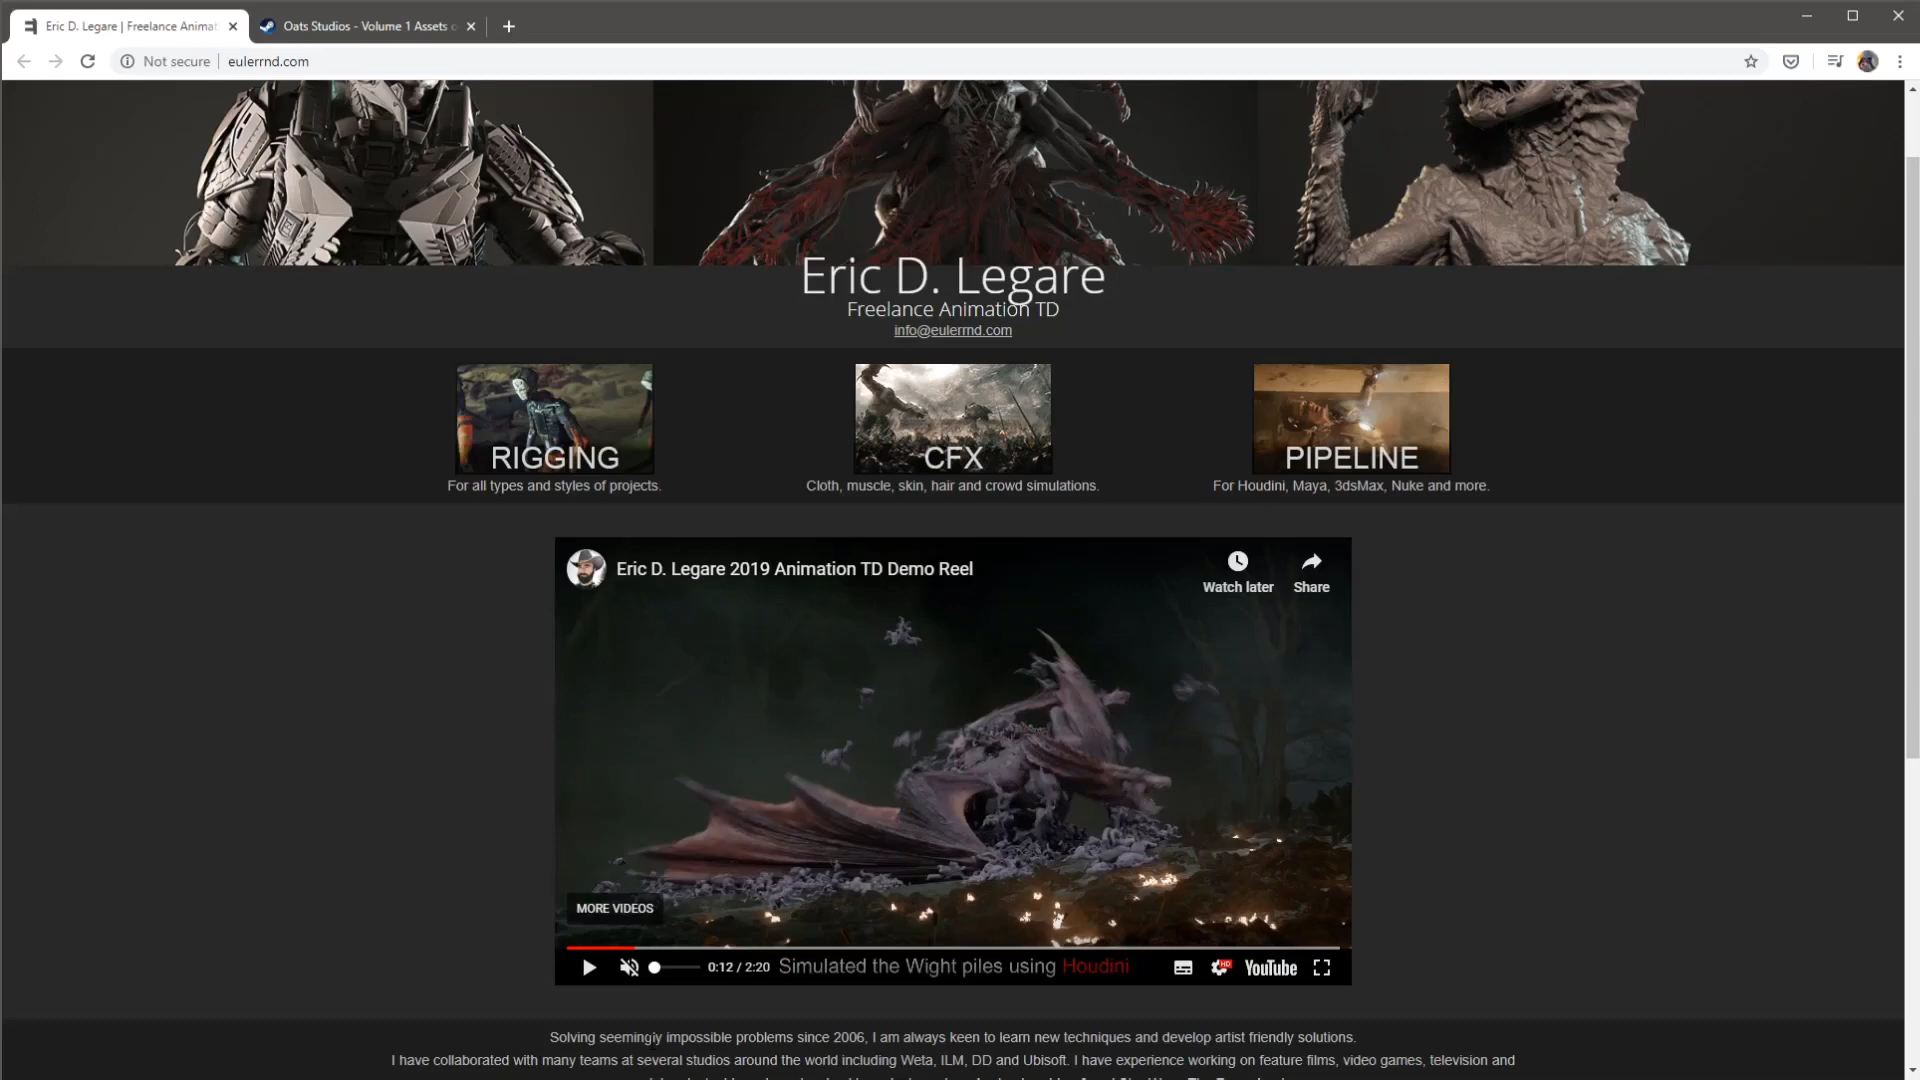 Eric D. Legare | Freelance Animat
Oats Studios - Volume 1 Assets o
Not secure
eulerrnd.com
Eric D. Legare
Freelance Animation TD
info@eulerrnd.com
RIGGING
CFX
PIPELINE
For all types and styles of projects.
Cloth, muscle, skin, hair and crowd simulations.
For Houdini, Maya, 3dsMax, Nuke and more.
Eric D. Legare 2019 Animation TD Demo Reel
Watch later
Share
MORE VIDEOS
0:12 / 2:20
Simulated the Wight piles using Houdini
HD
YouTube
Solving seemingly impossible problems since 2006, I am always keen to learn new techniques and develop artist friendly solutions.
I have collaborated with many teams at several studios around the world including Weta, ILM, DD and Ubisoft. I have experience working on feature films, video games, television and